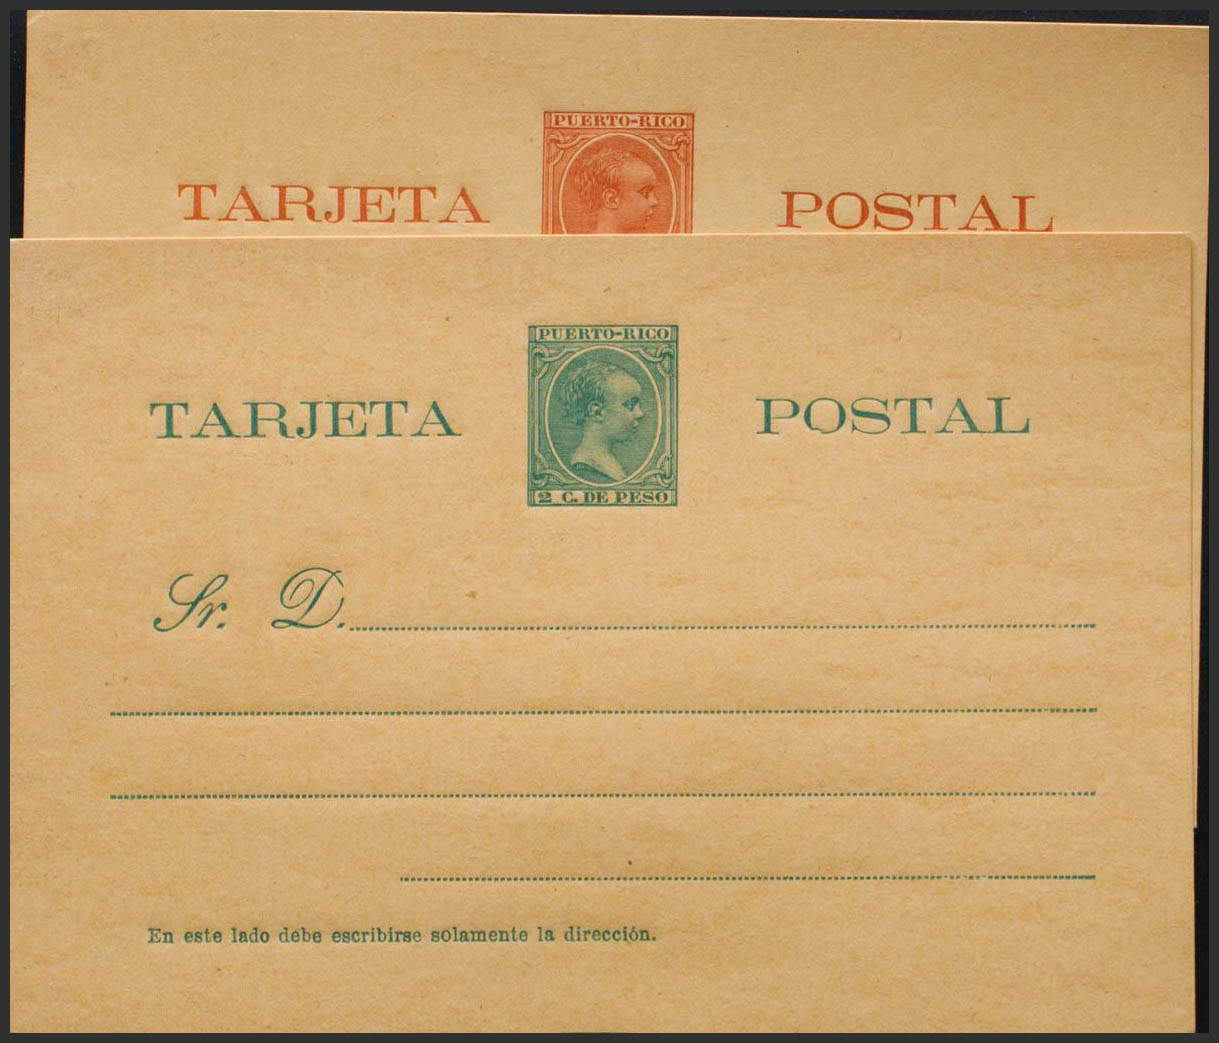 PUERTO-RICO
TARJETA POSTAL
PUERTO-RICO
TARJETA POSTAL
2 C. DE PESO
Sr. D.
En este lado debe escribirse solamente la dirección.